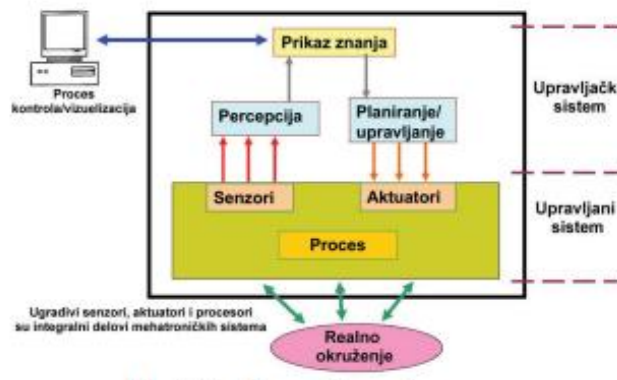 Prikaz znanja
Proces
kontrola/vizuelizacija
Percepcija
Planiranje/
upravljanje
Upravljačk
sistem
Senzori
Aktuatori
Upravljani
sistem
Proces
Ugradivi senzori, aktuatori i procesori
su integralni delovi mehatroničkih sistema
Realno
okruženje